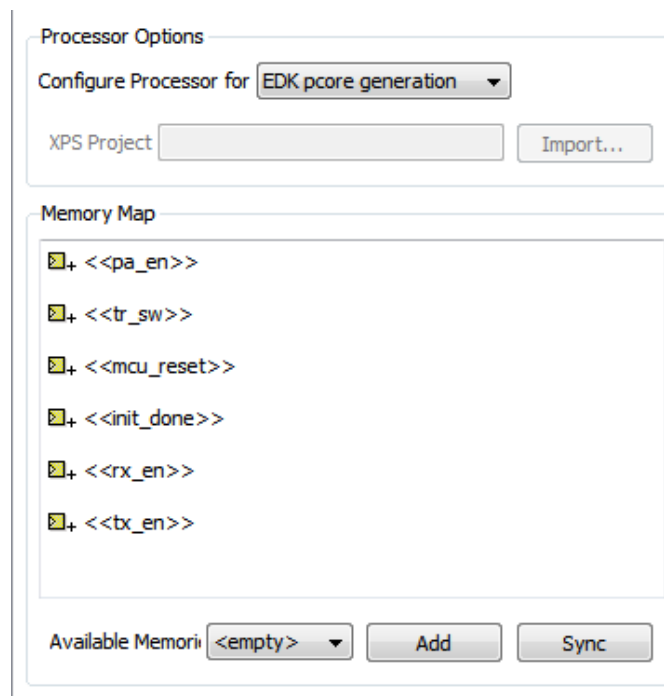 Processor Options
Configure Processor for EDK pcore generation
XPS Project Import...
Memory Map
<<pa_en>>
<<tr_sw>>
<<mcu_reset>>
<<init_done>>
<<rx_en>>
<<tx_en>>
Available Memori <empty> Add Sync